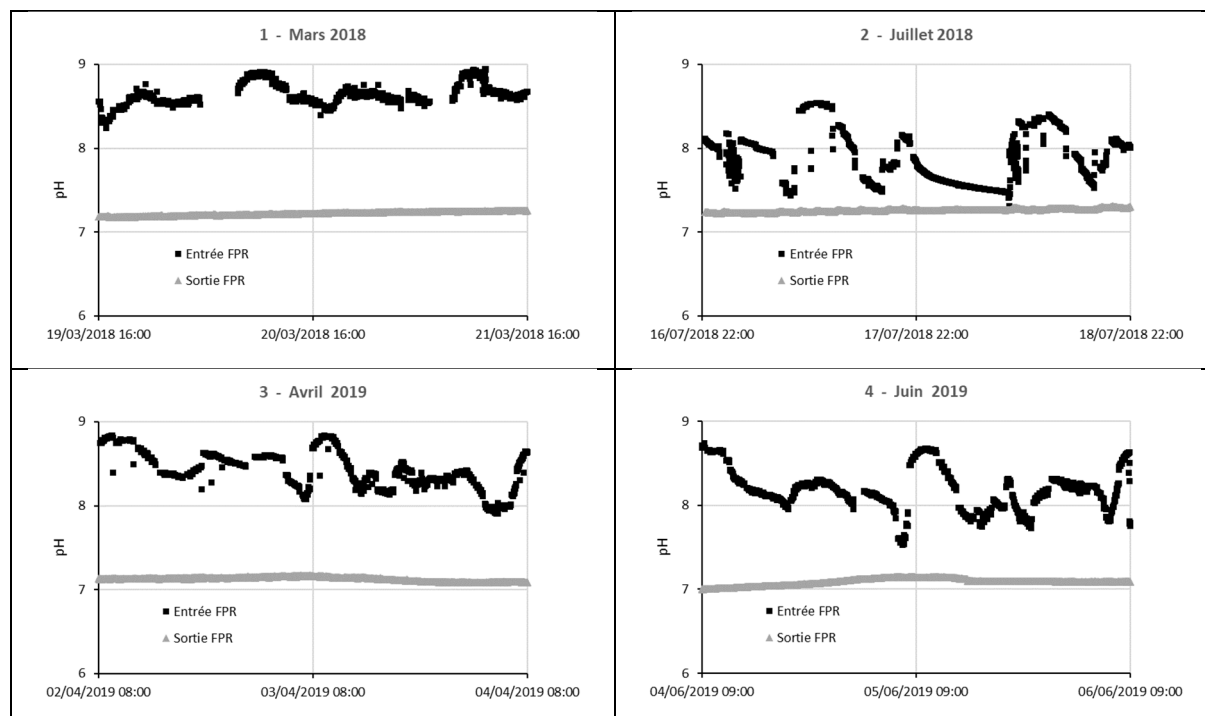 1 - Mars 2018
9
8
7
6
pH
Entrée FPR
Sortie FPR
19/03/2018 16:00
20/03/2018 16:00
21/03/2018 16:00
2 - Juillet 2018
9
8
7
6
pH
Entrée FPR
Sortie FPR
16/07/2018 22:00
17/07/2018 22:00
18/07/2018 22:00
3 - Avril 2019
9
8
7
6
pH
Entrée FPR
Sortie FPR
02/04/2019 08:00
03/04/2019 08:00
04/04/2019 08:00
4 - Juin 2019
9
8
7
6
pH
Entrée FPR
Sortie FPR
04/06/2019 09:00
05/06/2019 09:00
06/06/2019 09:00